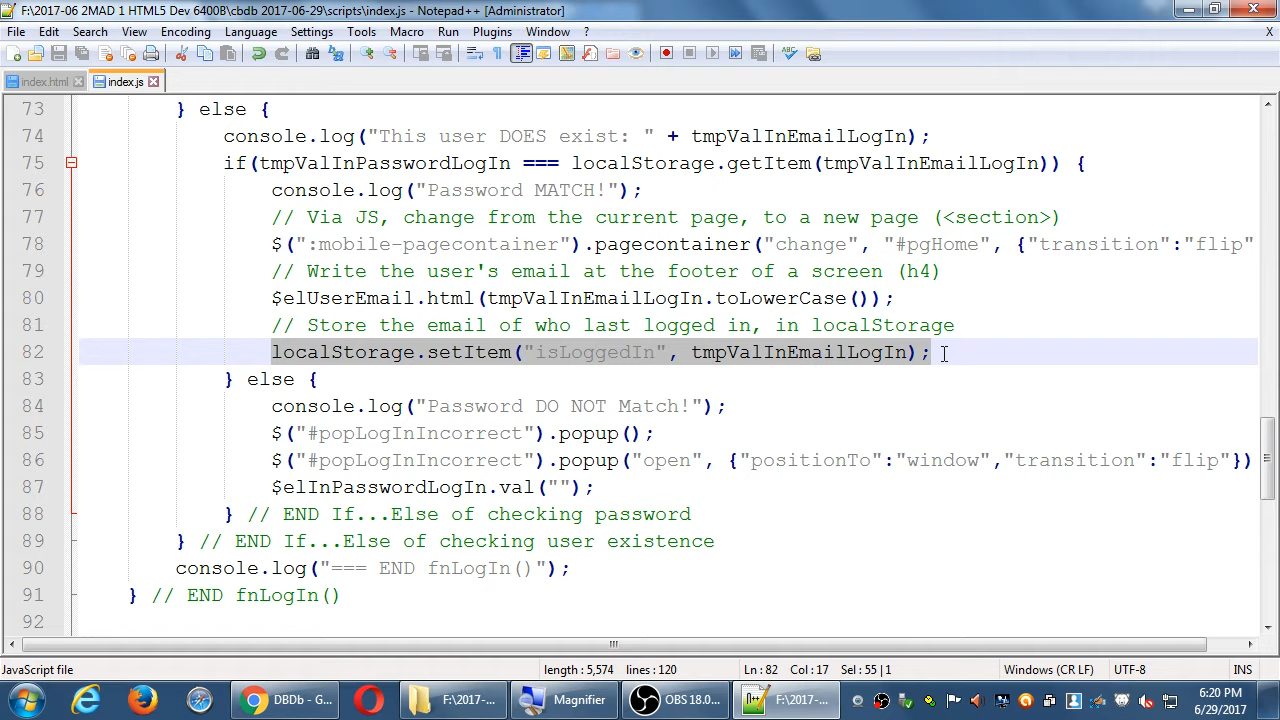 F:\2017-06 2MAD 1 HTML5 Dev 6400B\cbdb 2017-06-29\scripts\index.js - Notepad++ [Administrator]
File Edit Search View Encoding Language Settings Tools Macro Run Plugins Window ?
index.html index.js
73 } else {
74 console.log("This user DOES exist: " + tmpValInEmailLogIn);
75 if(tmpValInPasswordLogIn === localStorage.getItem(tmpValInEmailLogIn)) {
76 console.log("Password MATCH!");
77 // Via JS, change from the current page, to a new page (<section>)
78 $(":mobile-pagecontainer").pagecontainer("change", "#pgHome", {"transition":"flip"
79 // Write the user's email at the footer of a screen (h4)
80 $elUserEmail.html(tmpValInEmailLogIn.toLowerCase());
81 // Store the email of who last logged in, in localStorage
82 localStorage.setItem("isLoggedIn", tmpValInEmailLogIn);
83 } else {
84 console.log("Password DO NOT Match!");
85 $("#popLogInIncorrect").popup();
86 $("#popLogInIncorrect").popup("open", {"positionTo":"window","transition":"flip"})
87 $elInPasswordLogIn.val("");
88 } // END If...Else of checking password
89 } // END If...Else of checking user existence
90 console.log("=== END fnLogIn()");
91 } // END fnLogIn()
92
JavaScript file length : 5,574 lines : 120 Ln : 82 Col : 17 Sel : 55 | 1 Windows (CR LF) UTF-8 INS
DBDb - G... F:\2017-... Magnifier OBS 18.0... F:\2017-... 6:20 PM
6/29/2017